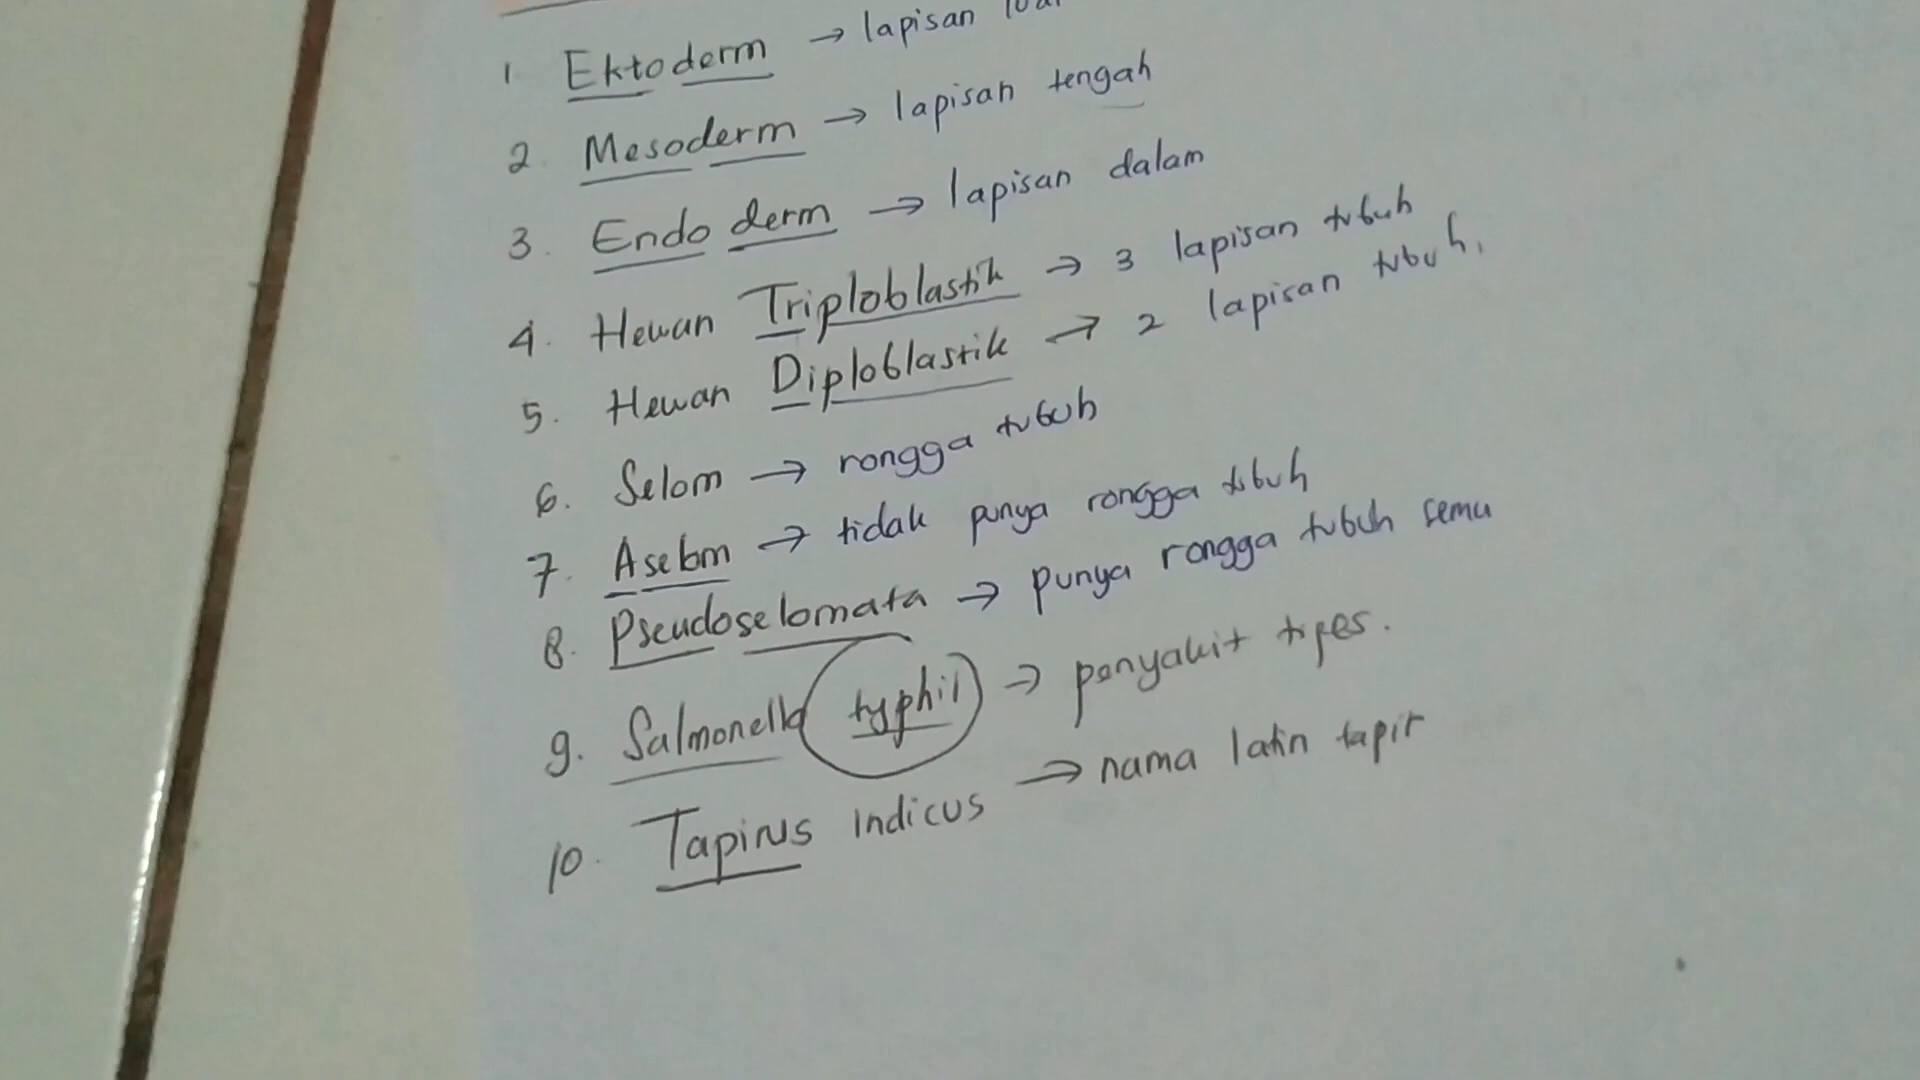 1 Ektoderm → lapisan luar
2. Mesoderm → lapisan tengah
3. Endoderm → lapisan dalam
4. Hewan Triploblastik → 3 lapisan tubuh
5. Hewan Diploblastik → 2 lapisan tubuh.
6. Selom → rongga tubuh
7. Aselom → tidak punya rongga tubuh
8. Pseudoselomata → punya rongga tubuh semu
9. Salmonella typhii → penyakit tipes.
10. Tapirus indicus → nama latin tapir